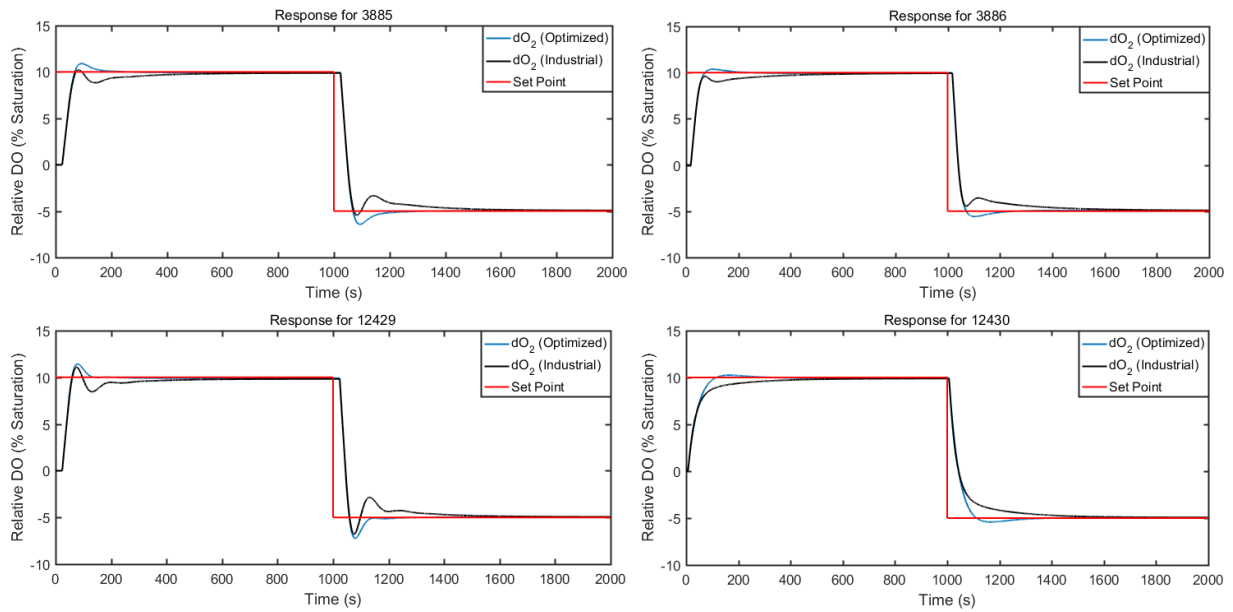 Response for 3885
15
10
5
0
-5
-10
Relative DO (% Saturation)
0 200 400 600 800 1000 1200 1400 1600 1800 2000
Time (s)
dO2 (Optimized)
dO2 (Industrial)
Set Point
Response for 3886
15
10
5
0
-5
-10
Relative DO (% Saturation)
0 200 400 600 800 1000 1200 1400 1600 1800 2000
Time (s)
dO2 (Optimized)
dO2 (Industrial)
Set Point
Response for 12429
15
10
5
0
-5
-10
Relative DO (% Saturation)
0 200 400 600 800 1000 1200 1400 1600 1800 2000
Time (s)
dO2 (Optimized)
dO2 (Industrial)
Set Point
Response for 12430
15
10
5
0
-5
-10
Relative DO (% Saturation)
0 200 400 600 800 1000 1200 1400 1600 1800 2000
Time (s)
dO2 (Optimized)
dO2 (Industrial)
Set Point